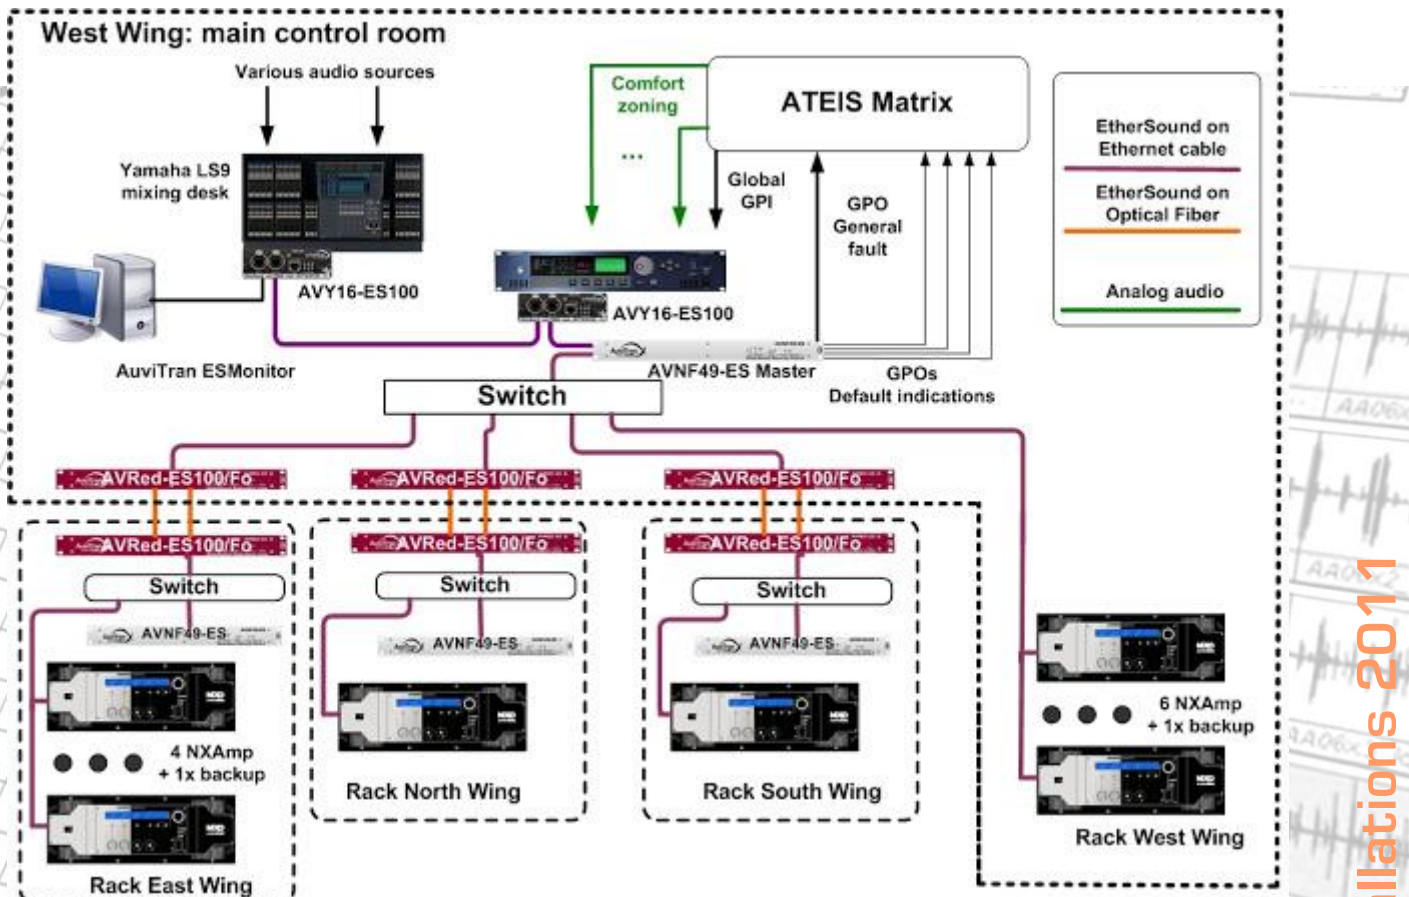 West Wing: main control room
Various audio sources
Yamaha LS9
mixing desk
AVY16-ES100
AuviTran ESMonitor
Comfort
zoning
...
ATEIS Matrix
Global
GPI
GPO
General
fault
AVY16-ES100
AVNF49-ES Master
GPOs
Default indications
EtherSound on
Ethernet cable
EtherSound on
Optical Fiber
Analog audio
Switch
AVRed-ES100/Fo
AVRed-ES100/Fo
AVRed-ES100/Fo
AVRed-ES100/Fo
AVRed-ES100/Fo
AVRed-ES100/Fo
Switch
Switch
Switch
AVNF49-ES
AVNF49-ES
AVNF49-ES
4 NXAmp
+ 1x backup
Rack East Wing
Rack North Wing
Rack South Wing
6 NXAmp
+ 1x backup
Rack West Wing
llations 2011